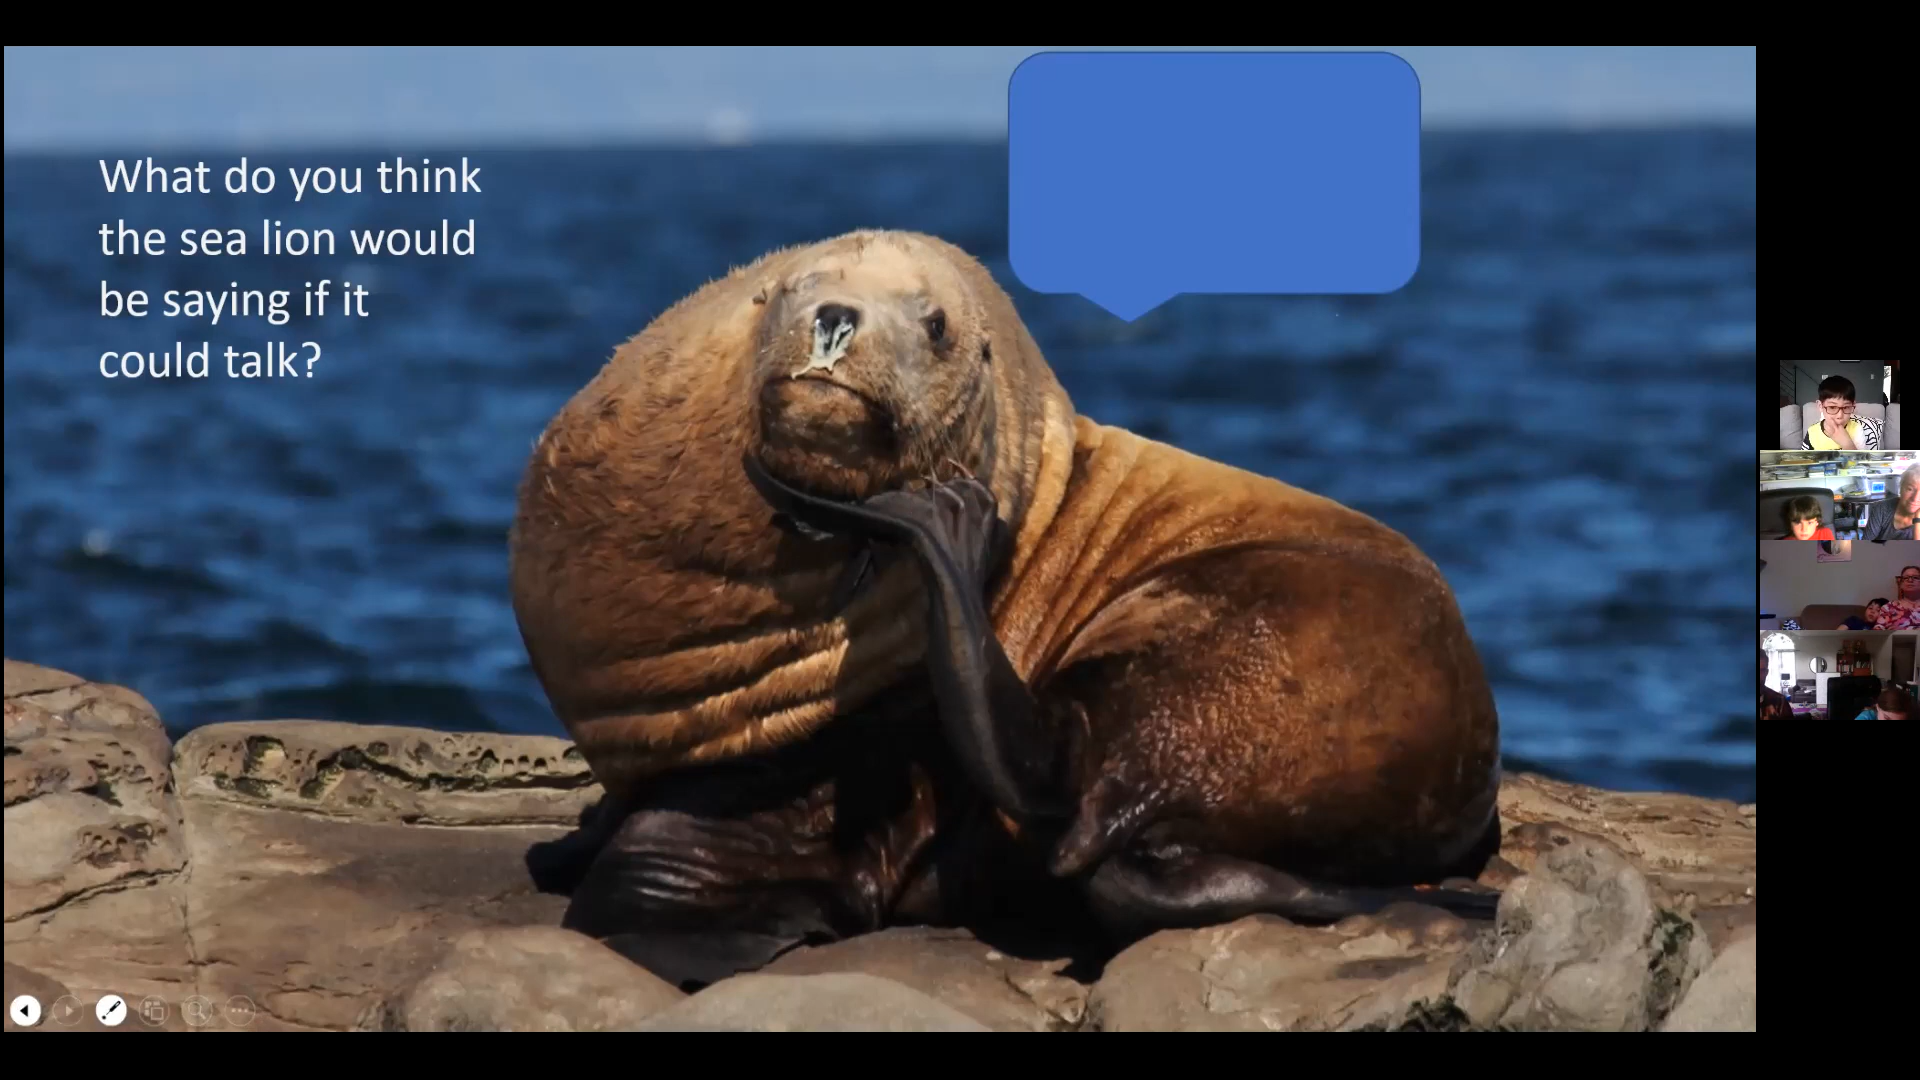 What do you think
the sea lion would
be saying if it
could talk?